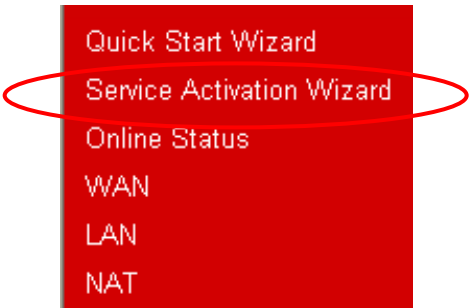 Quick Start Wizard
Service Activation Wizard
Online Status
WAN
LAN
NAT